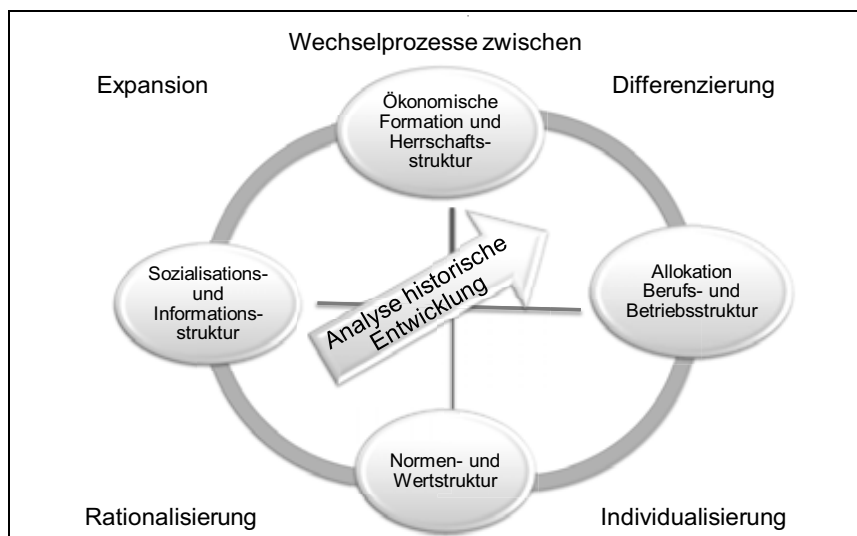 Wechselprozesse zwischen
Expansion
Differenzierung
Ökonomische
Formation und
Herrschafts-
struktur
Sozialisations-
und
Informations-
struktur
Analyse historische
Entwicklung
Allokation
Berufs- und
Betriebsstruktur
Normen- und
Wertstruktur
Rationalisierung
Individualisierung